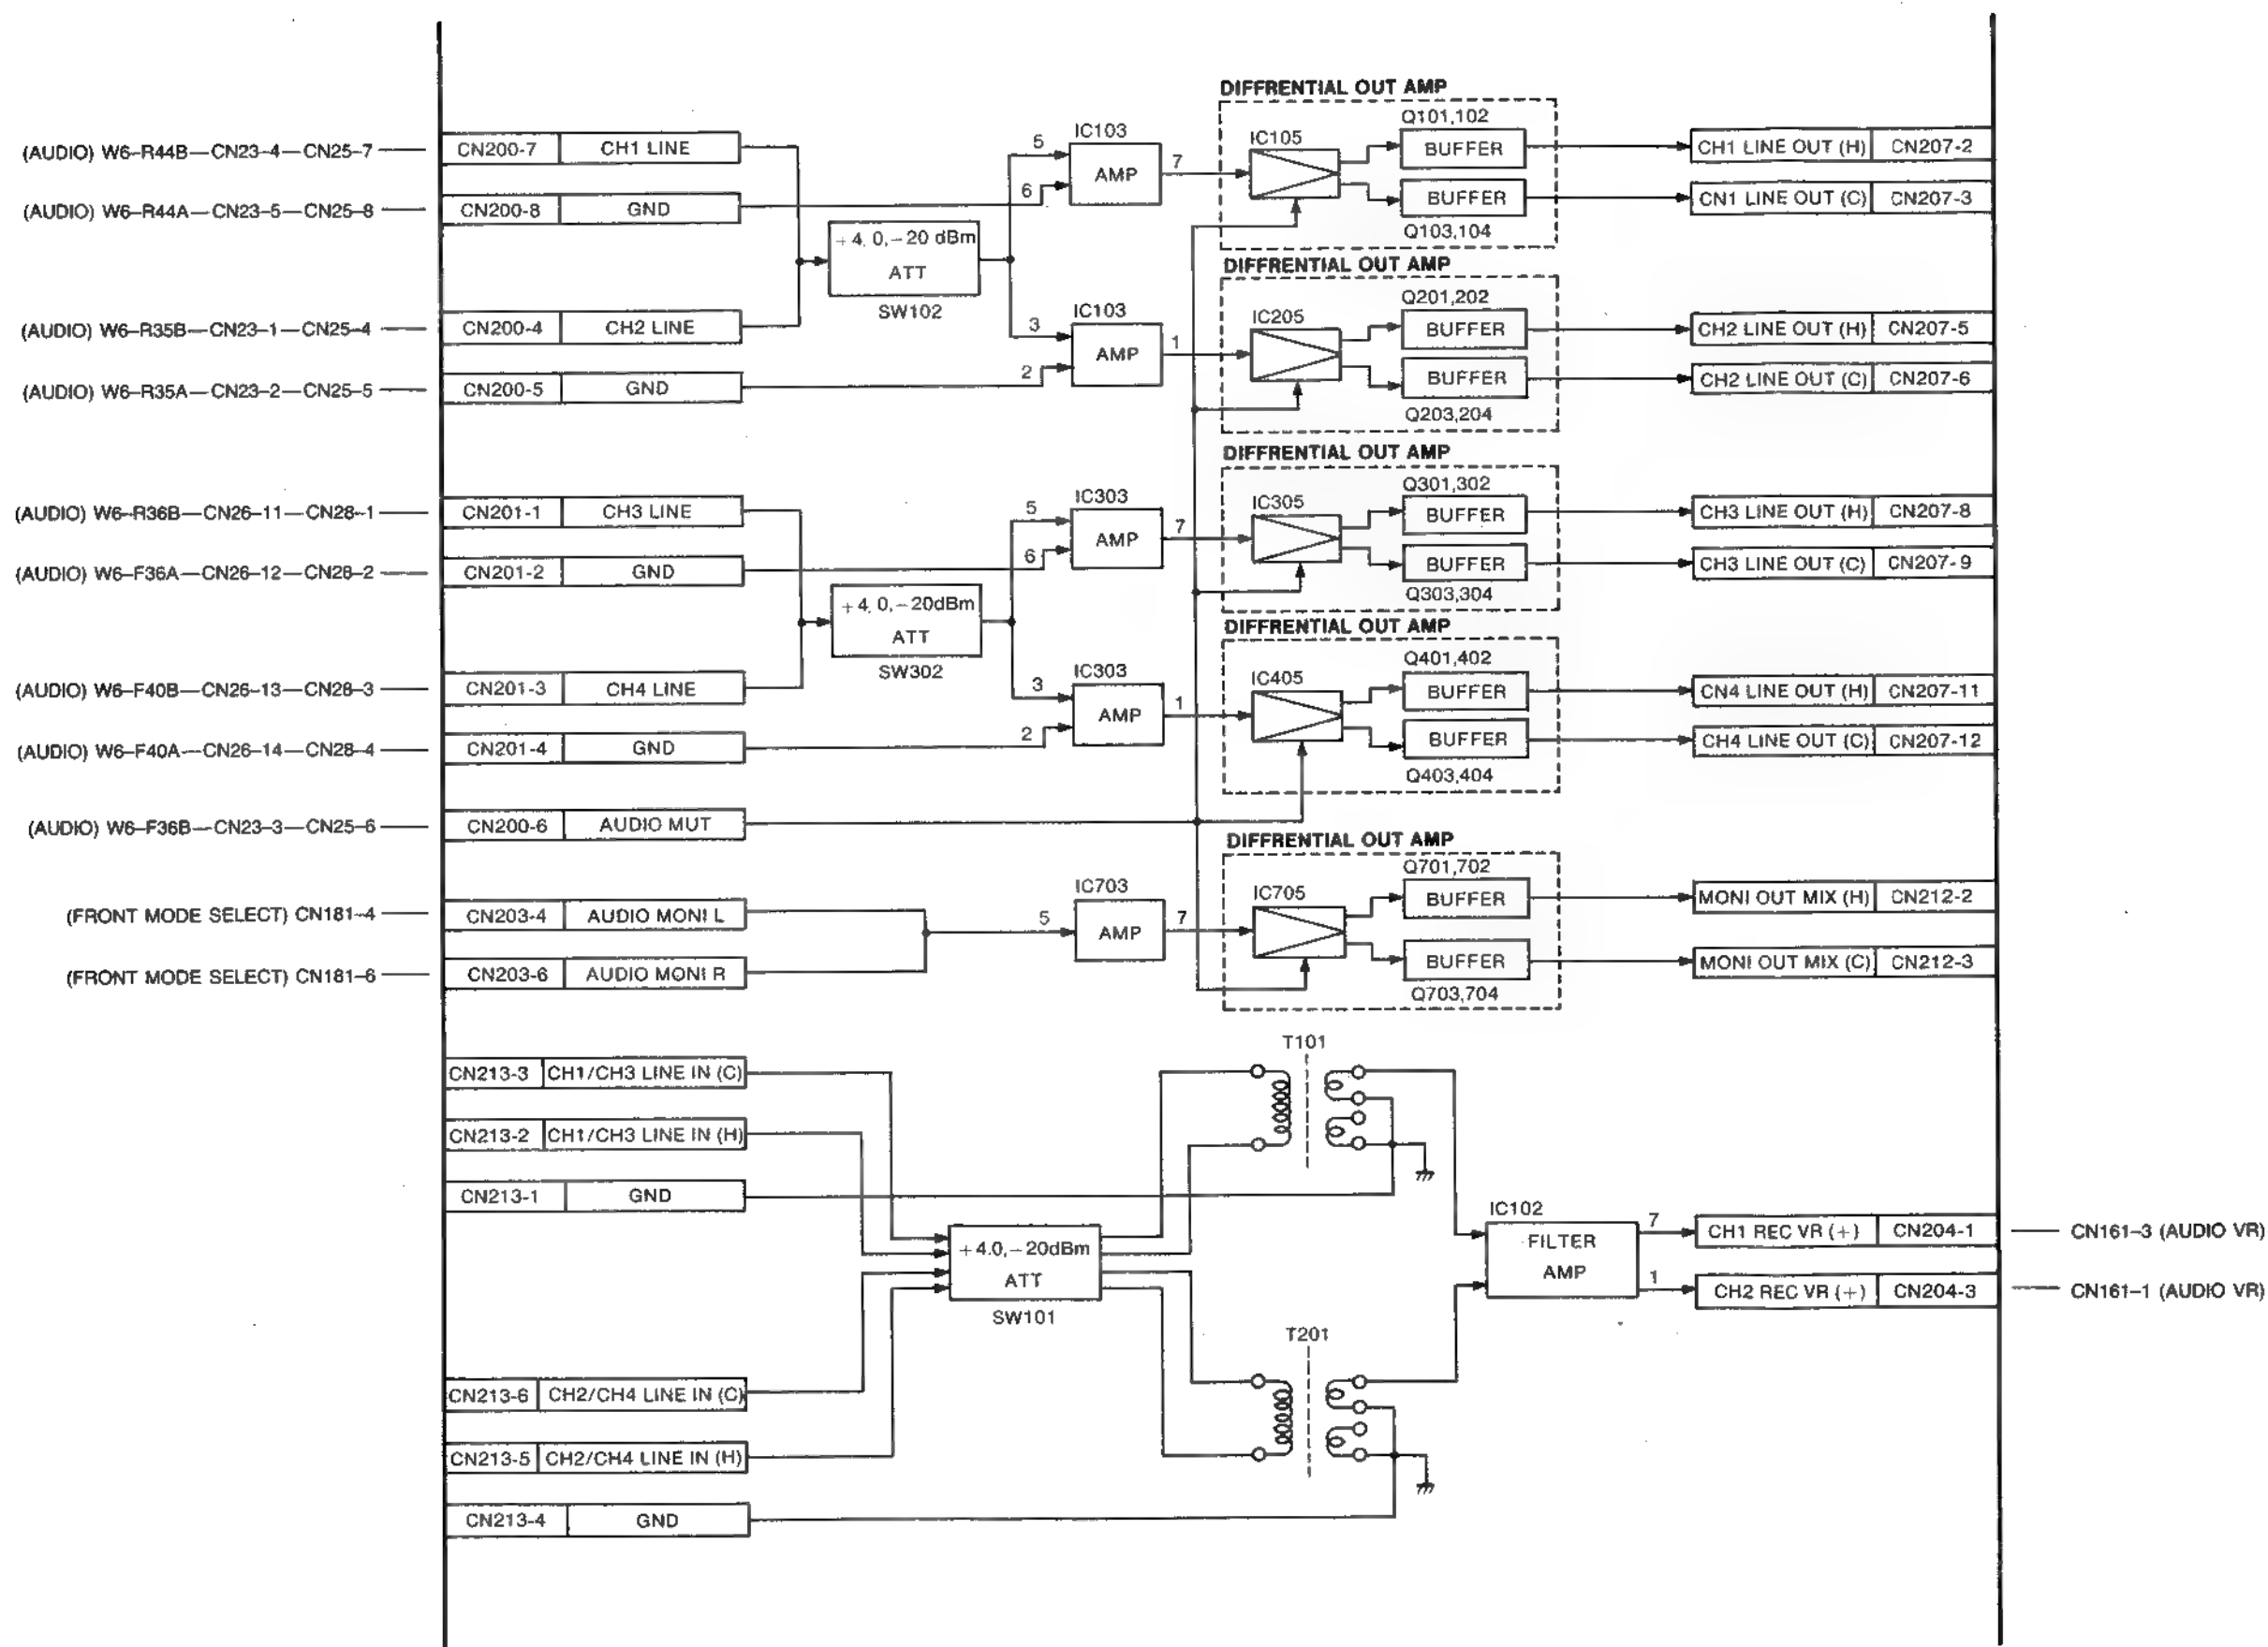 DIFFRENTIAL OUT AMP
(AUDIO) W6-R44B-CN23-4-CN25-7 CN200-7 CH1 LINE
5 IC103 AMP 7
6
IC105 Q101,102 BUFFER
CH1 LINE OUT (H) CN207-2
(AUDIO) W6-R44A-CN23-5-CN25-8 CN200-8 GND
BUFFER Q103,104
CN1 LINE OUT (C) CN207-3
+4, 0, -20 dBm
ATT
SW102
DIFFRENTIAL OUT AMP
(AUDIO) W6-R35B-CN23-1-CN25-4 CN200-4 CH2 LINE
3 IC103 AMP 1
2
IC205 Q201,202 BUFFER
CH2 LINE OUT (H) CN207-5
(AUDIO) W6-R35A-CN23-2-CN25-5 CN200-5 GND
BUFFER Q203,204
CH2 LINE OUT (C) CN207-6
DIFFRENTIAL OUT AMP
(AUDIO) W6-R36B-CN26-11-CN28-1 CN201-1 CH3 LINE
5 IC303 AMP 7
6
IC305 Q301,302 BUFFER
CH3 LINE OUT (H) CN207-8
(AUDIO) W6-F36A-CN26-12-CN28-2 CN201-2 GND
BUFFER Q303,304
CH3 LINE OUT (C) CN207-9
+4, 0, -20dBm
ATT
SW302
DIFFRENTIAL OUT AMP
(AUDIO) W6-F40B-CN26-13-CN28-3 CN201-3 CH4 LINE
3 IC303 AMP 1
2
IC405 Q401,402 BUFFER
CN4 LINE OUT (H) CN207-11
(AUDIO) W6-F40A-CN26-14-CN28-4 CN201-4 GND
BUFFER Q403,404
CH4 LINE OUT (C) CN207-12
(AUDIO) W6-F36B-CN23-3-CN25-6 CN200-6 AUDIO MUT
DIFFRENTIAL OUT AMP
(FRONT MODE SELECT) CN181-4 CN203-4 AUDIO MONI L
5 IC703 AMP 7
IC705 Q701,702 BUFFER
MONI OUT MIX (H) CN212-2
(FRONT MODE SELECT) CN181-6 CN203-6 AUDIO MONI R
BUFFER Q703,704
MONI OUT MIX (C) CN212-3
T101
CN213-3 CH1/CH3 LINE IN (C)
CN213-2 CH1/CH3 LINE IN (H)
CN213-1 GND
+4.0, -20dBm
ATT
SW101
IC102
FILTER
AMP
7 CH1 REC VR (+) CN204-1 CN161-3 (AUDIO VR)
1 CH2 REC VR (+) CN204-3 CN161-1 (AUDIO VR)
T201
CN213-6 CH2/CH4 LINE IN (C)
CN213-5 CH2/CH4 LINE IN (H)
CN213-4 GND